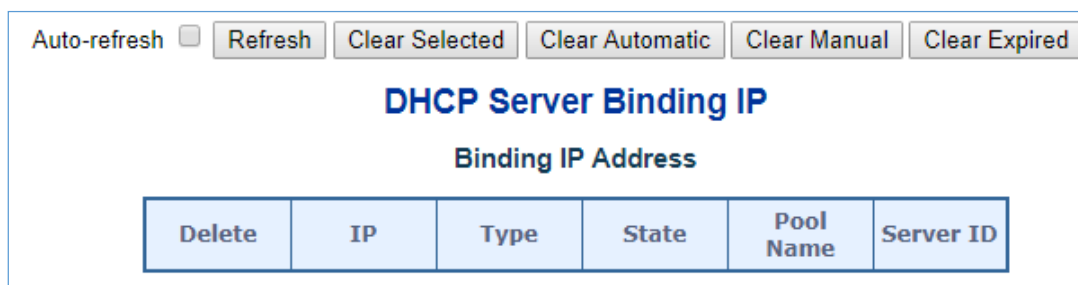 Auto-refresh Refresh Clear Selected Clear Automatic Clear Manual Clear Expired
DHCP Server Binding IP
Binding IP Address
Delete IP Type State Pool Name Server ID